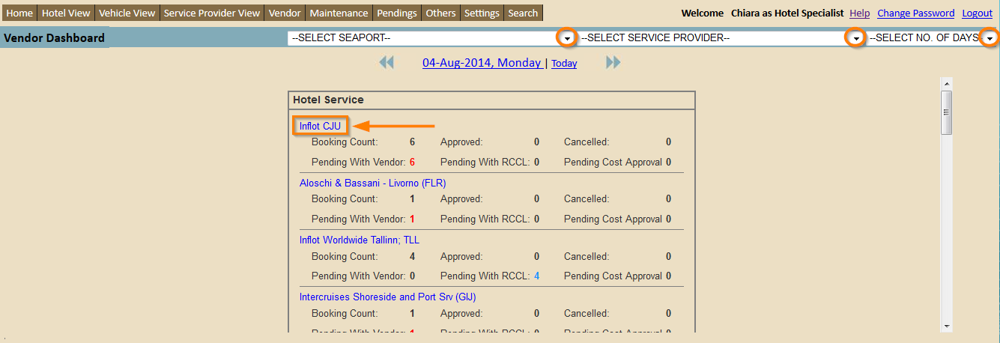 Home Hotel View Vehicle View Service Provider View Vendor Maintenance Pendings Others Settings Search Welcome Chiara as Hotel Specialist Help Change Password Logout
Vendor Dashboard --SELECT SEAPORT-- --SELECT SERVICE PROVIDER-- --SELECT NO. OF DAYS-
04-Aug-2014, Monday | Today
Hotel Service
Inflot CJU
Booking Count: 6 Approved: 0 Cancelled: 0
Pending With Vendor: 6 Pending With RCCL: 0 Pending Cost Approval 0
Aloschi & Bassani - Livorno (FLR)
Booking Count: 1 Approved: 0 Cancelled: 0
Pending With Vendor: 1 Pending With RCCL: 0 Pending Cost Approval 0
Inflot Worldwide Tallinn; TLL
Booking Count: 4 Approved: 0 Cancelled: 0
Pending With Vendor: 0 Pending With RCCL: 4 Pending Cost Approval 0
Intercruises Shoreside and Port Srv (GIJ)
Booking Count: 1 Approved: 0 Cancelled: 0
Pending With Vendor: 1 Pending With RCCL: 0 Pending Cost Approval 0